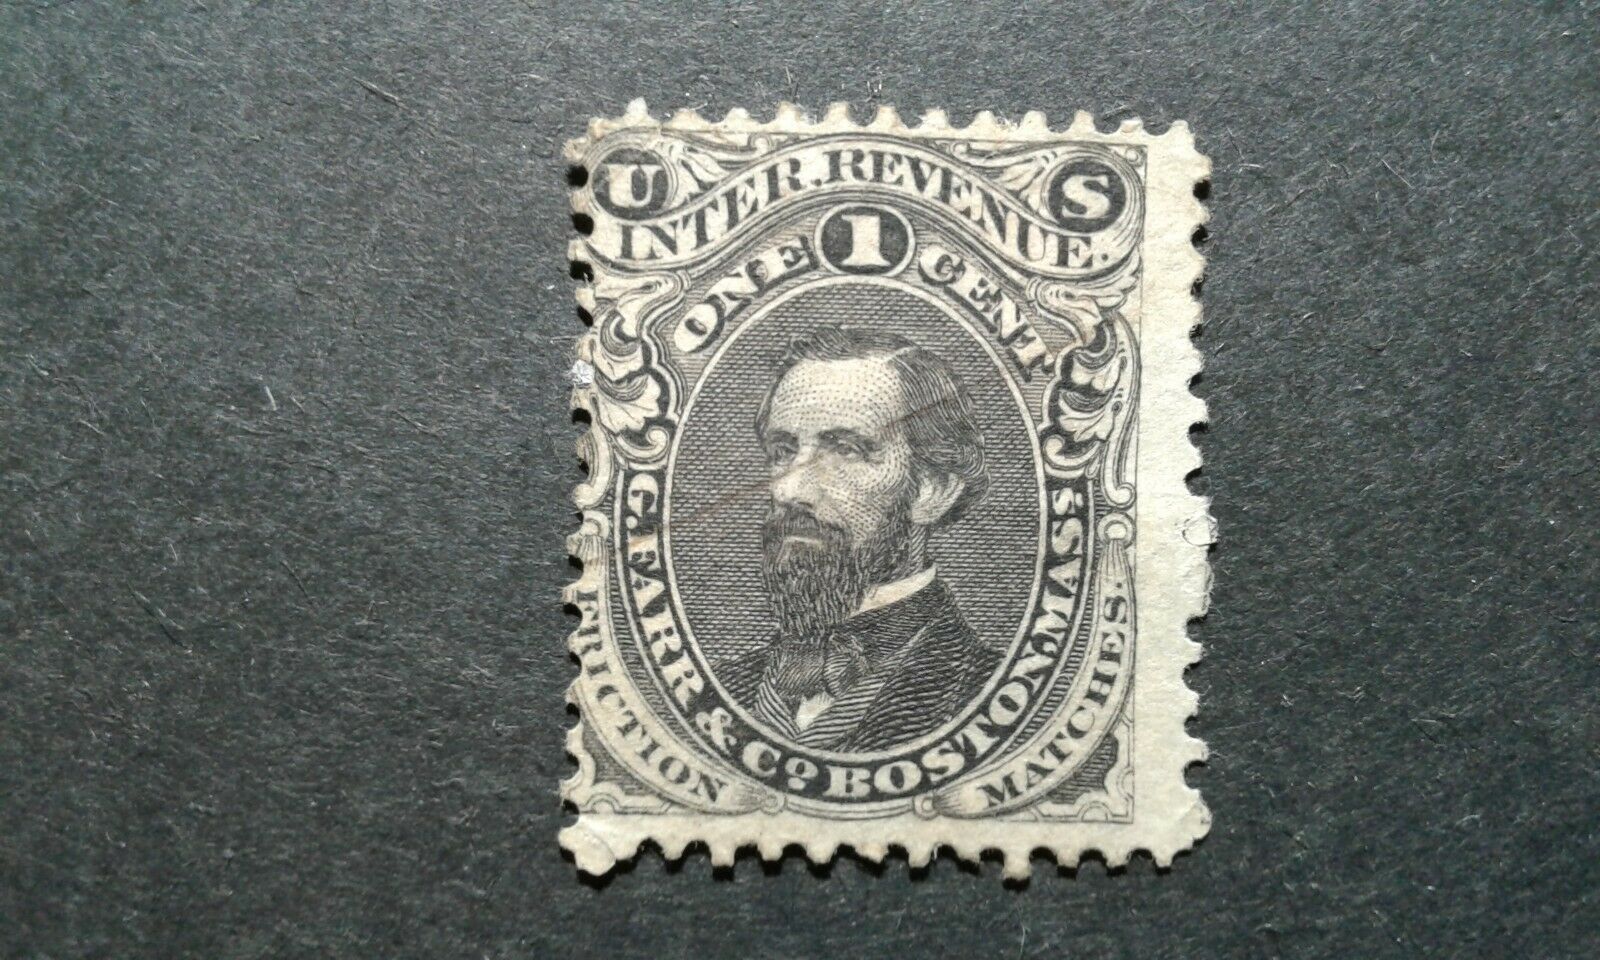 U S
INTER. REVENUE.
ONE 1 CENT
G. FARR & Cº BOSTON, MASS.
FRICTION MATCHES.